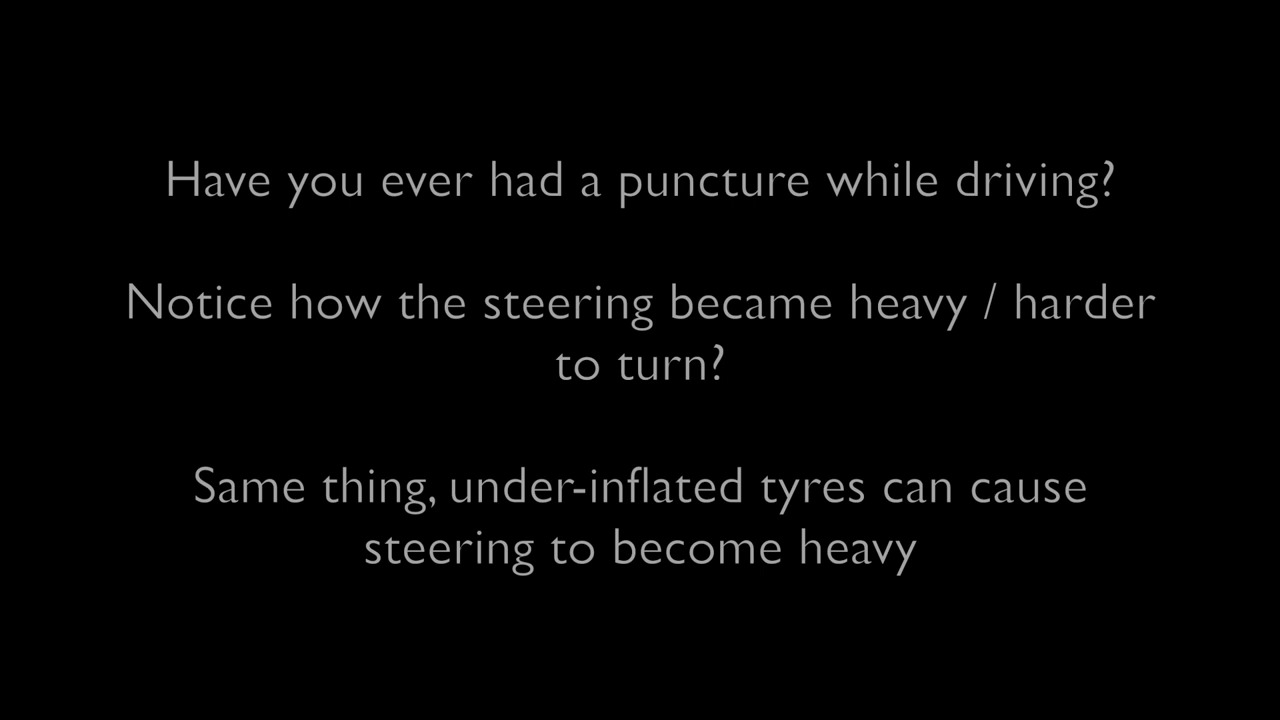 Have you ever had a puncture while driving?
Notice how the steering became heavy / harder
to turn?
Same thing, under-inflated tyres can cause
steering to become heavy